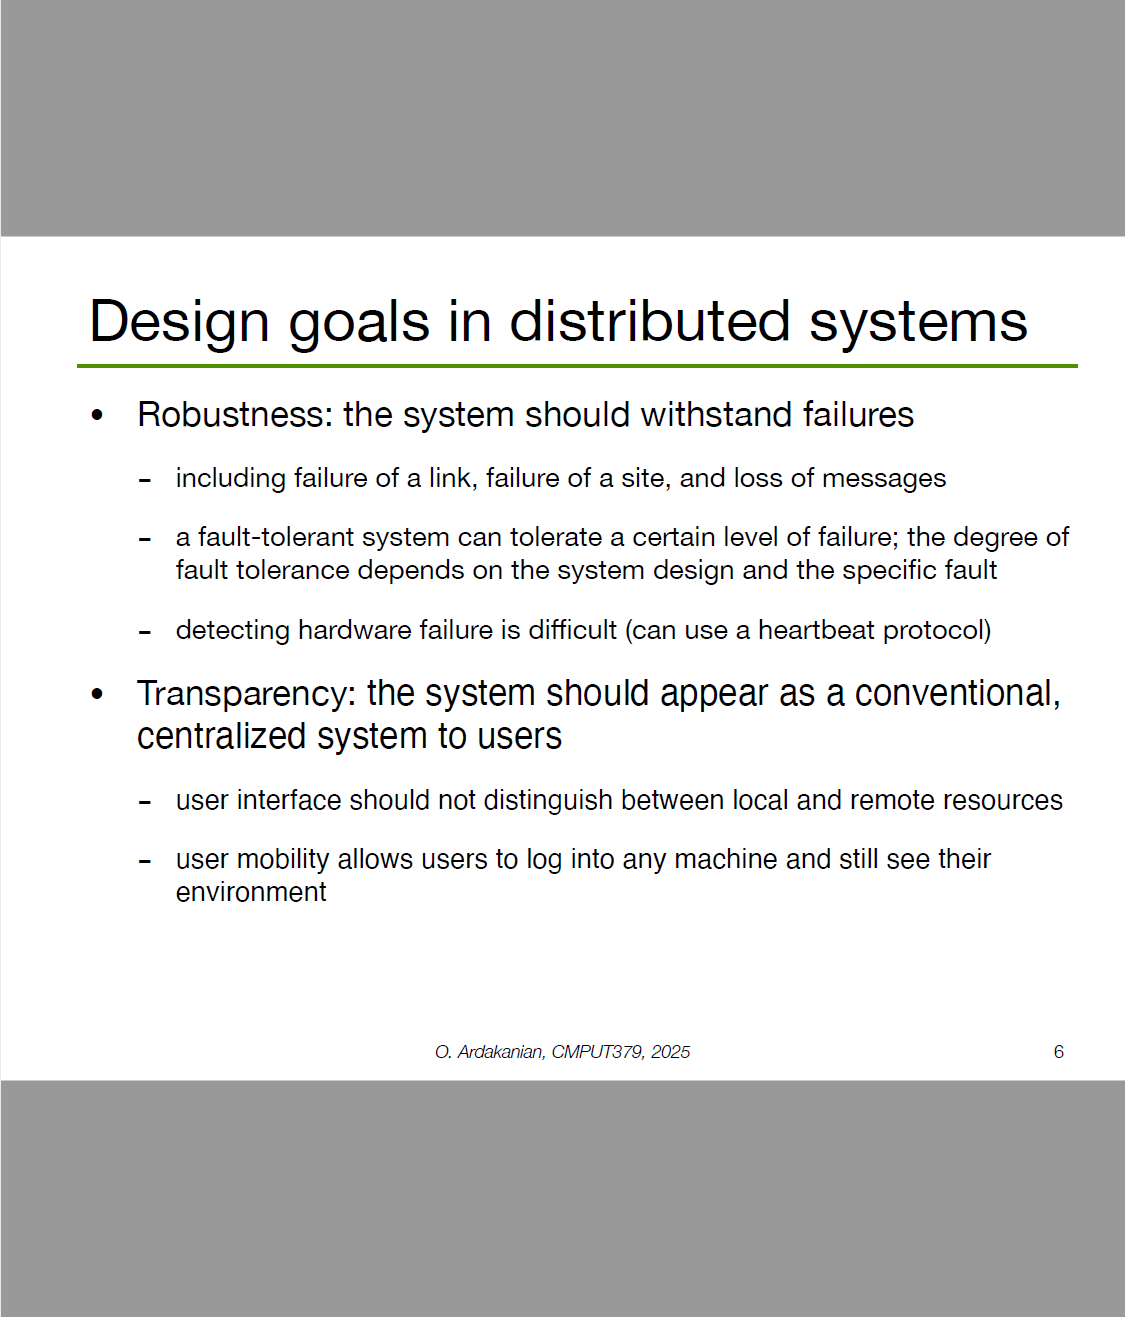 Design goals in distributed systems
• Robustness: the system should withstand failures
– including failure of a link, failure of a site, and loss of messages
– a fault-tolerant system can tolerate a certain level of failure; the degree of
fault tolerance depends on the system design and the specific fault
– detecting hardware failure is difficult (can use a heartbeat protocol)
• Transparency: the system should appear as a conventional,
centralized system to users
– user interface should not distinguish between local and remote resources
– user mobility allows users to log into any machine and still see their
environment
O. Ardakanian, CMPUT379, 2025
6